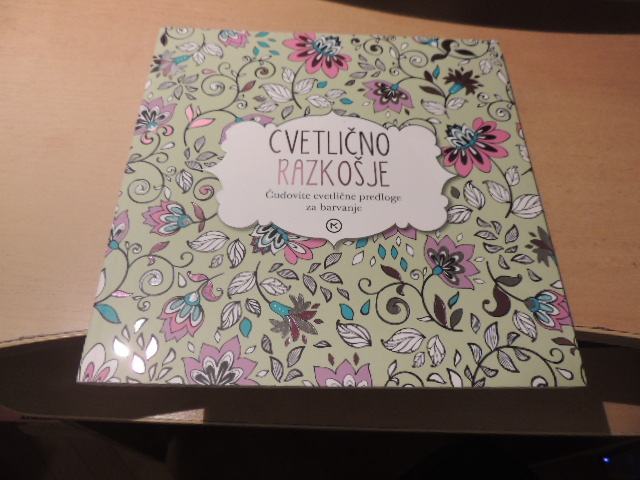 CVETLIČNO
RAZKOŠJE
Čudovite cvetlične predloge
za barvanje